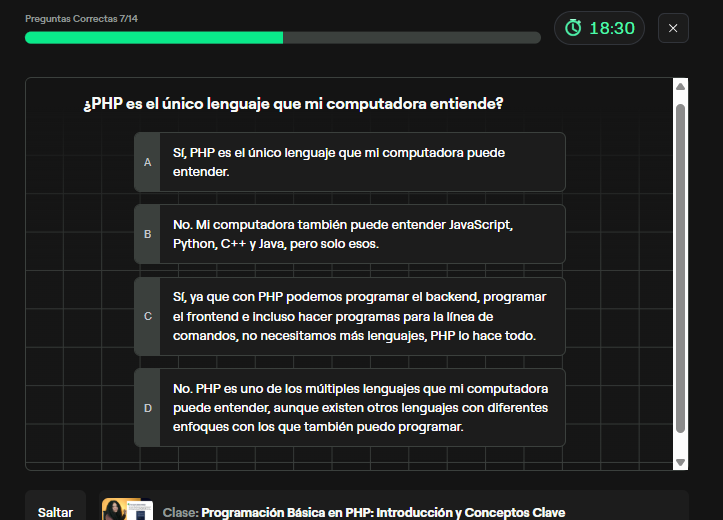 Preguntas Correctas 7/14
18:30
¿PHP es el único lenguaje que mi computadora entiende?
A
Sí, PHP es el único lenguaje que mi computadora puede
entender.
B
No. Mi computadora también puede entender JavaScript,
Python, C++ y Java, pero solo esos.
C
Sí, ya que con PHP podemos programar el backend, programar
el frontend e incluso hacer programas para la línea de
comandos, no necesitamos más lenguajes, PHP lo hace todo.
D
No. PHP es uno de los múltiples lenguajes que mi computadora
puede entender, aunque existen otros lenguajes con diferentes
enfoques con los que también puedo programar.
Saltar
Clase: Programación Básica en PHP: Introducción y Conceptos Clave